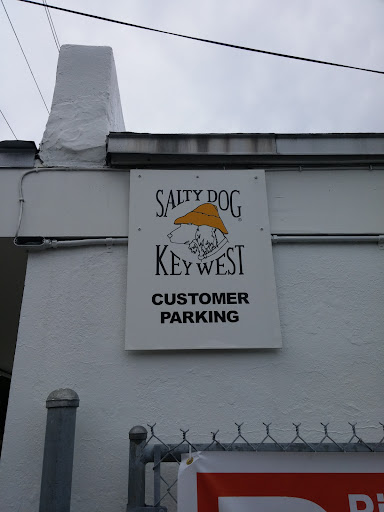 SALTY DOG
KEY WEST
CUSTOMER
PARKING